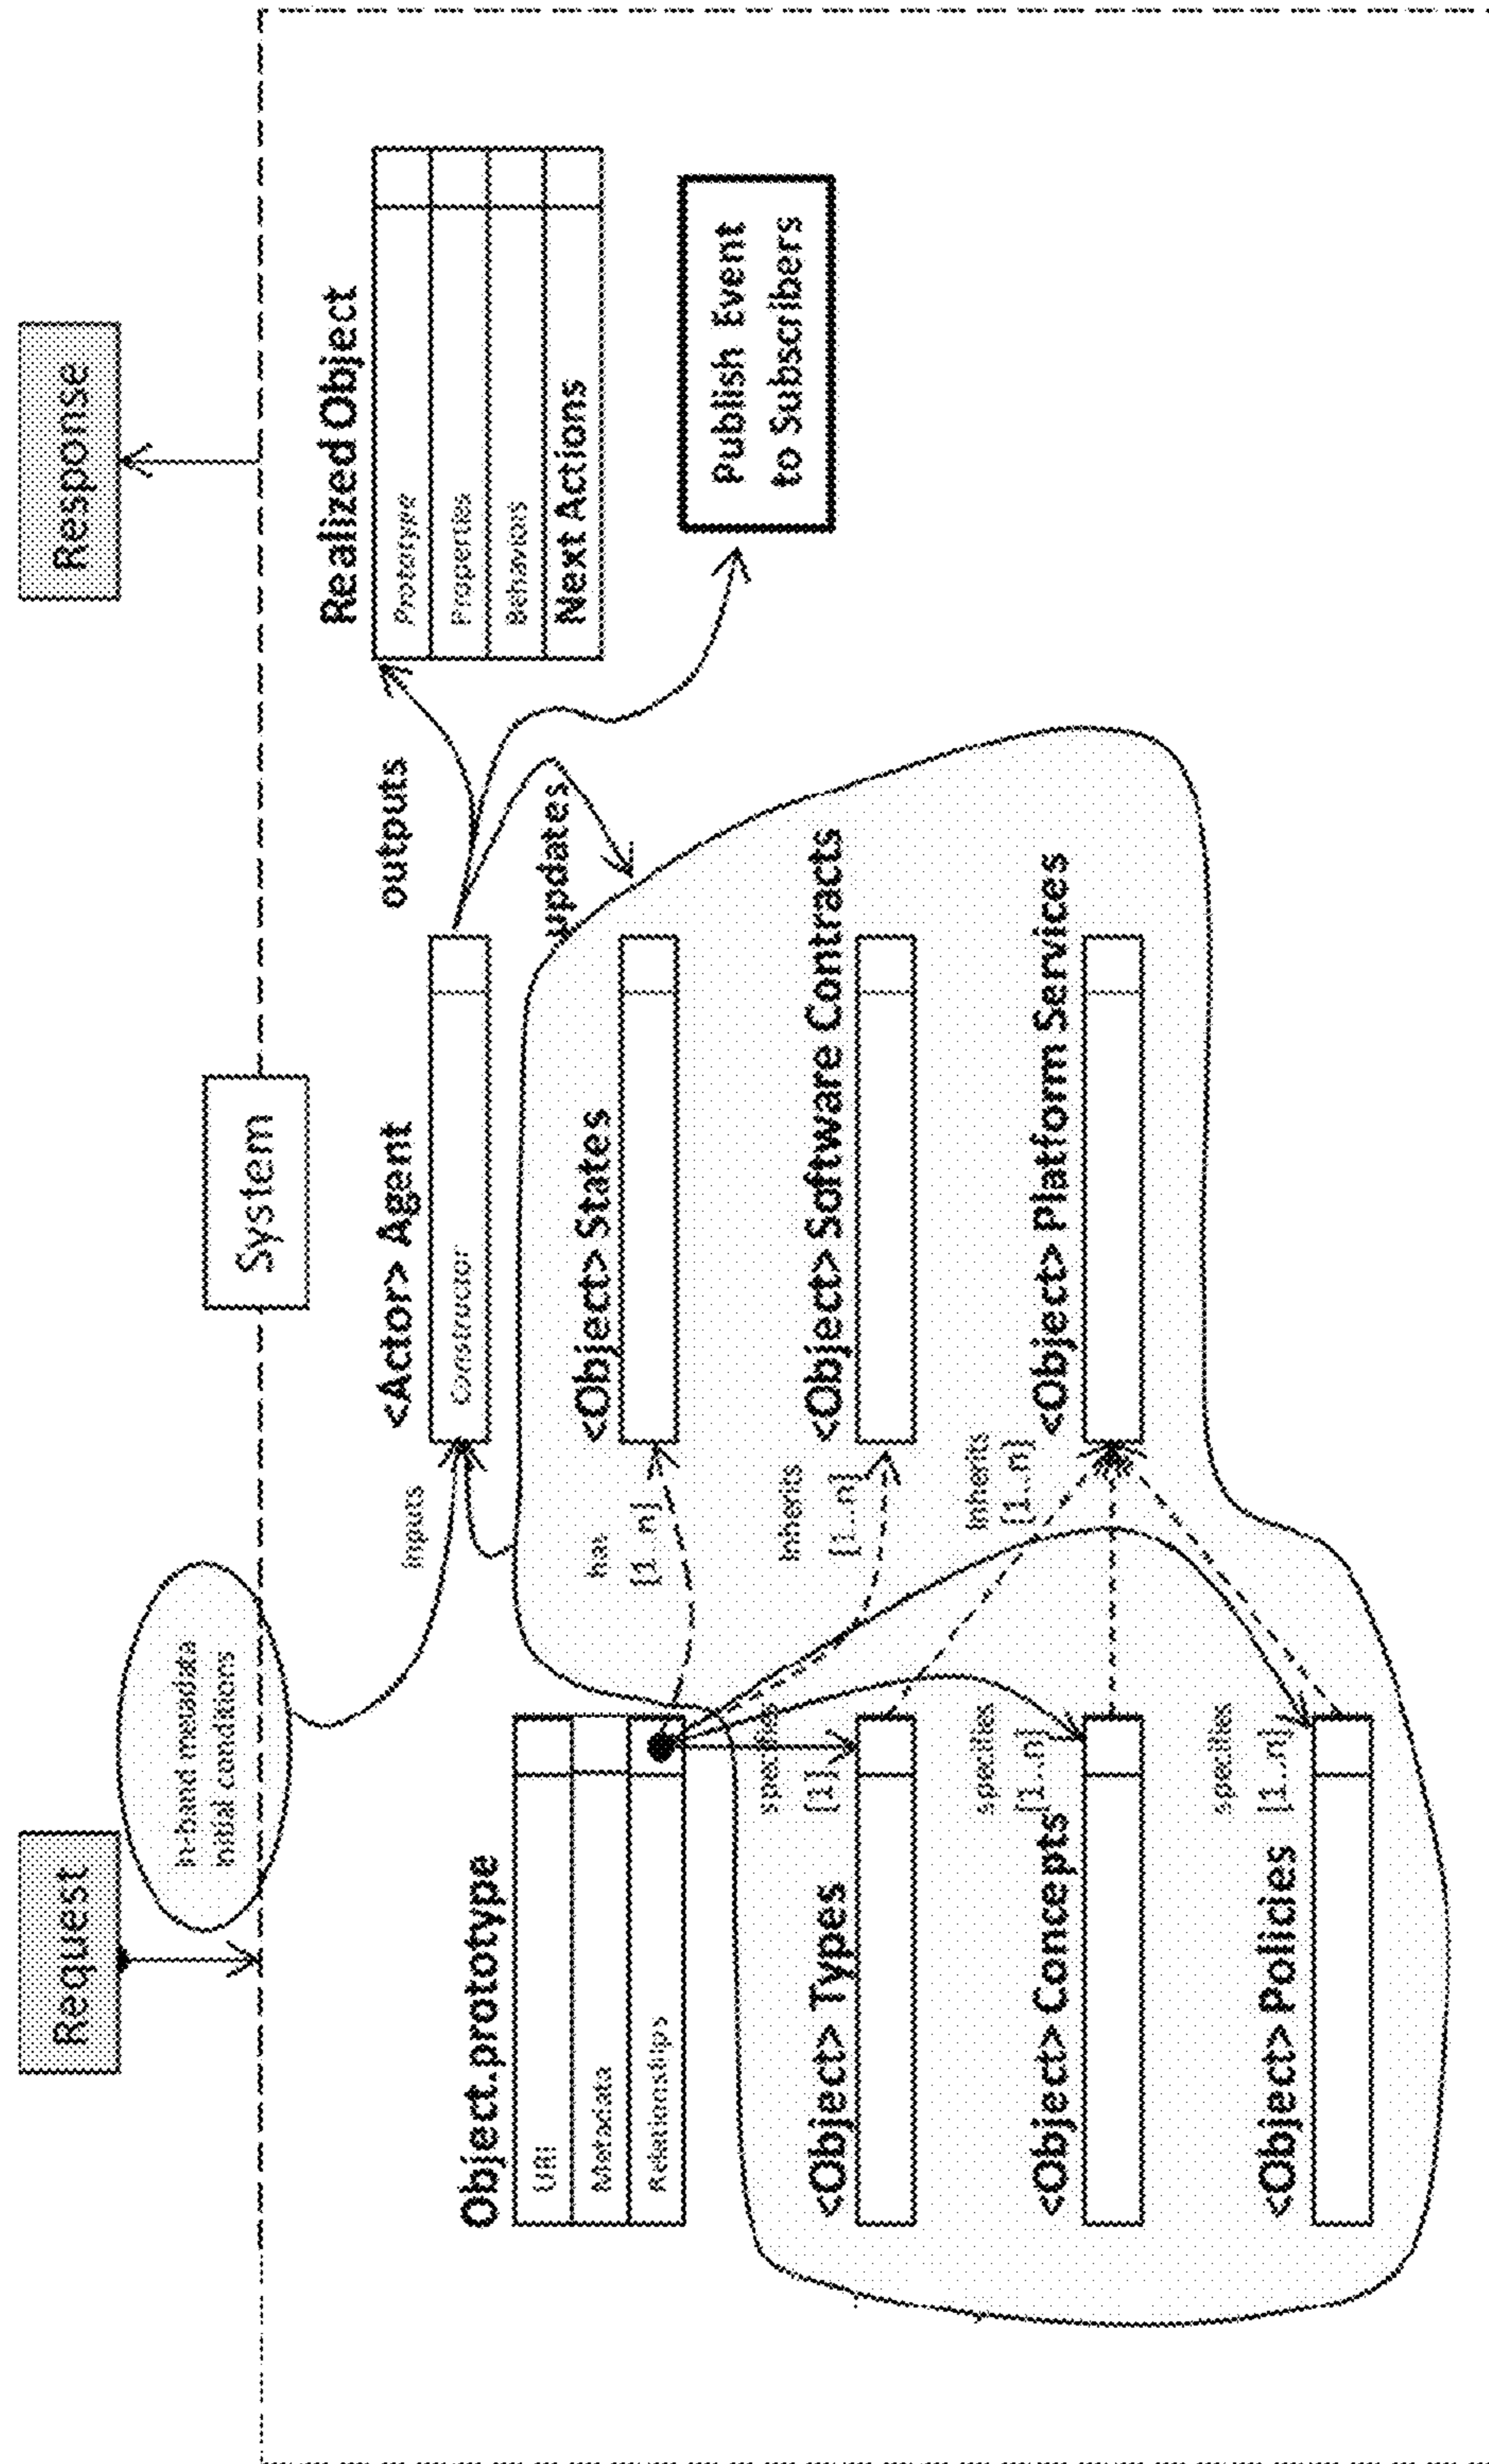 Request
Response
In-band metadata
Initial conditions
System
Object.prototype
URI
Metadata
Relationships
inputs
<Actor> Agent
Constructor
outputs
updates
Realized Object
Prototype
Properties
Behaviors
Next Actions
Publish Event
to Subscribers
has
[1..n]
<Object> States
specifies
[1]
<Object> Types
Inherits
[1..n]
<Object> Software Contracts
specifies
[1..n]
<Object> Concepts
Inherits
[1..n]
<Object> Platform Services
specifies
[1..n]
<Object> Policies